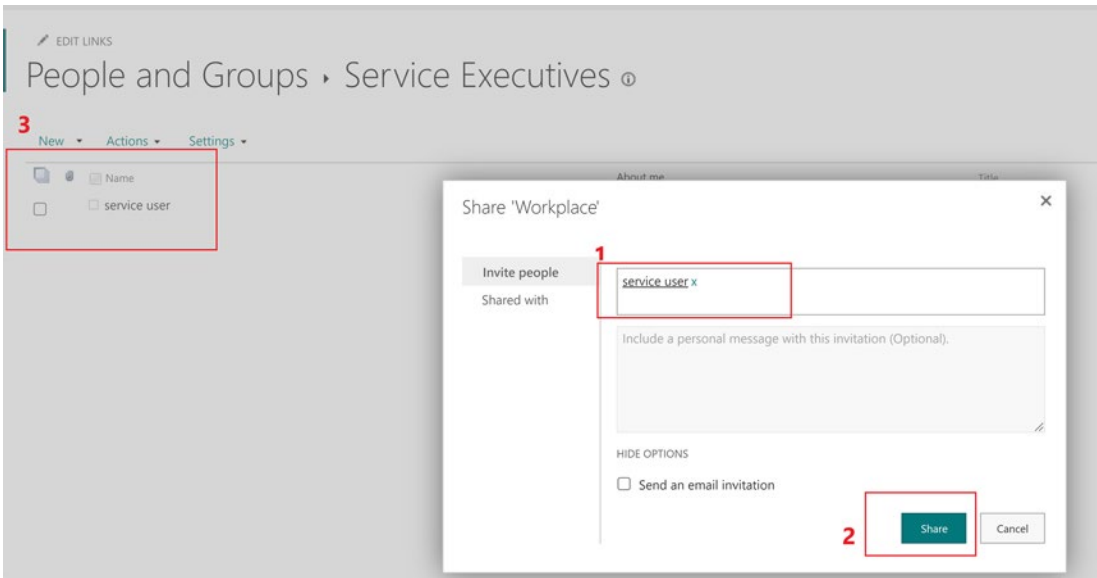 EDIT LINKS
People and Groups ▸ Service Executives
3
New Actions Settings
Name About me Title
service user
Share 'Workplace'
1
Invite people
Shared with
service user x
Include a personal message with this invitation (Optional).
HIDE OPTIONS
Send an email invitation
2
Share Cancel